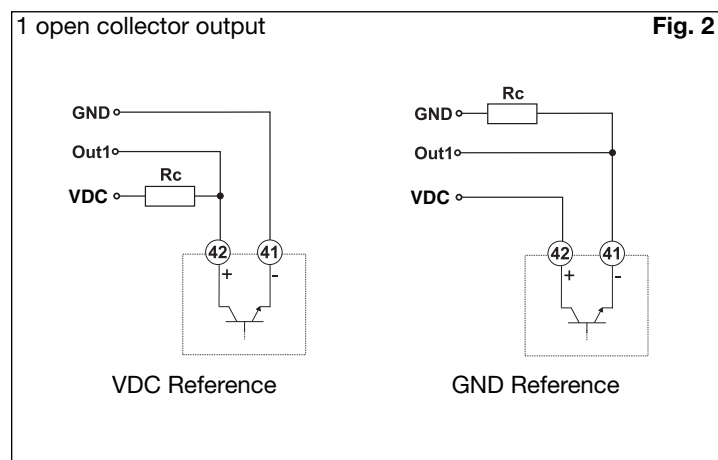 1 open collector output Fig. 2
GND
Out1
Rc
VDC
42 41
+ -
VDC Reference
Rc
GND
Out1
VDC
42 41
+ -
GND Reference